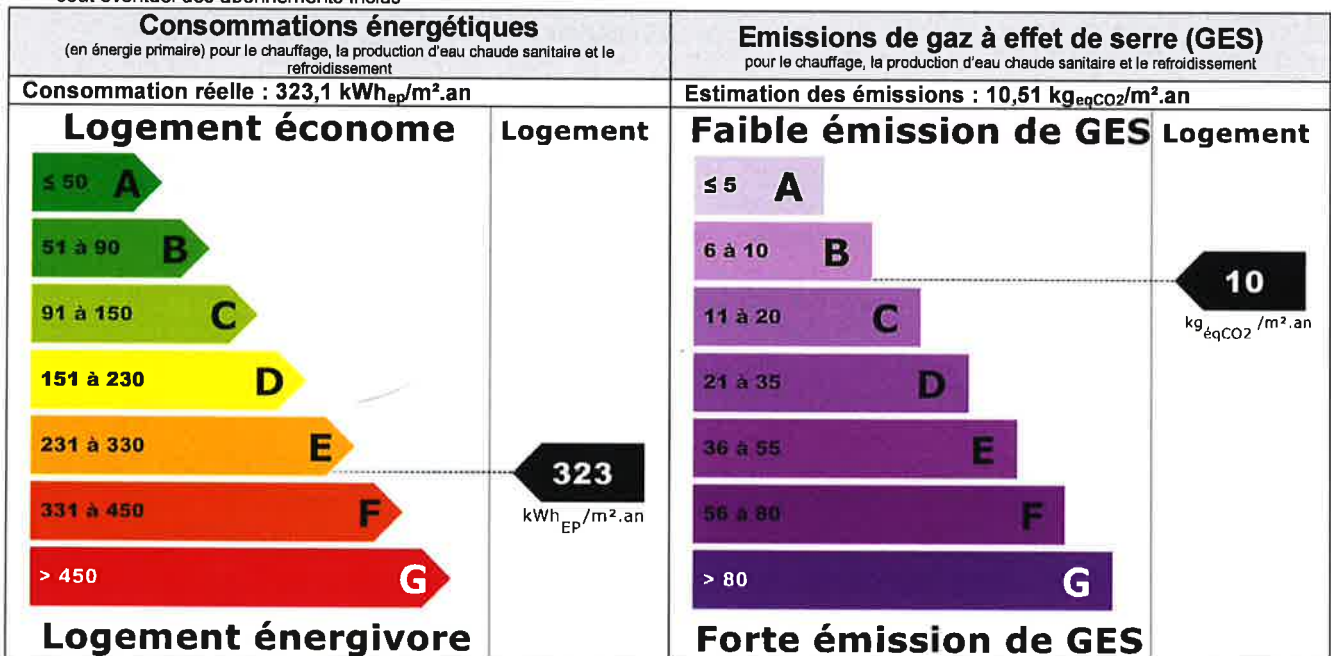 coût éventuel des abonnements inclus
Consommations énergétiques
(en énergie primaire) pour le chauffage, la production d'eau chaude sanitaire et le
refroidissement
Consommation réelle : 323,1 kWhep/m².an
Logement économe
Logement
≤ 50 A
51 à 90 B
91 à 150 C
151 à 230 D
231 à 330 E
323
kWhEP/m².an
331 à 450 F
> 450 G
Logement énergivore
Emissions de gaz à effet de serre (GES)
pour le chauffage, la production d'eau chaude sanitaire et le refroidissement
Estimation des émissions : 10,51 kgeqCO2/m².an
Faible émission de GES
Logement
≤ 5 A
6 à 10 B
10
kgéqCO2 /m².an
11 à 20 C
21 à 35 D
36 à 55 E
56 à 80 F
> 80 G
Forte émission de GES